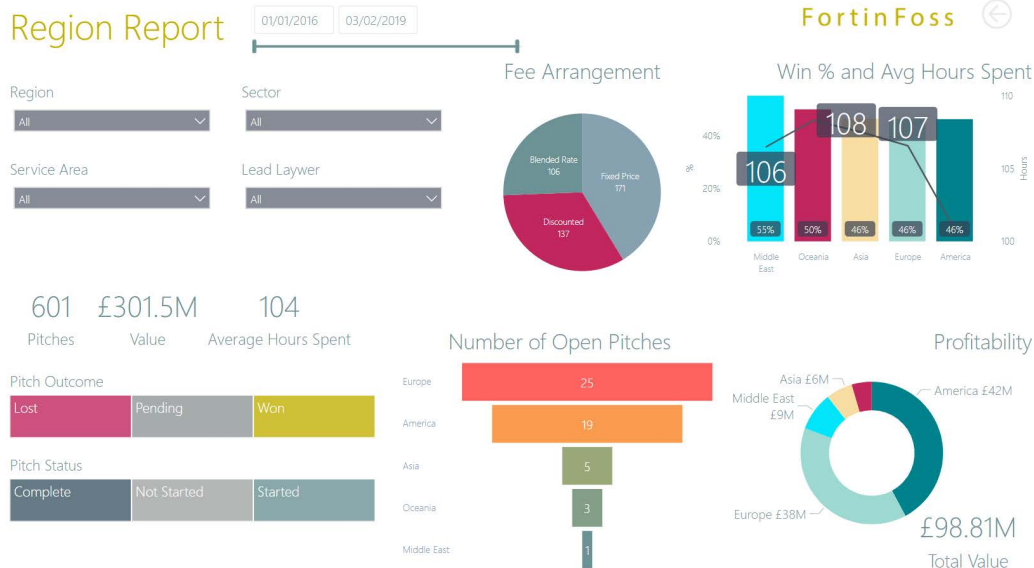 Region Report
01/01/2016
03/02/2019
FortinFoss
Region
All
Sector
All
Service Area
All
Lead Laywer
All
Fee Arrangement
Blended Rate
106
Fixed Price
171
Discounted
137
Win % and Avg Hours Spent
40%
20%
0%
%
110
105
100
Hours
106
108
107
55%
50%
46%
46%
46%
Middle
East
Oceania
Asia
Europe
America
601
Pitches
£301.5M
Value
104
Average Hours Spent
Pitch Outcome
Lost
Pending
Won
Pitch Status
Complete
Not Started
Started
Number of Open Pitches
Europe
25
America
19
Asia
5
Oceania
3
Middle East
1
Profitability
Asia £6M
Middle East
£9M
America £42M
Europe £38M
£98.81M
Total Value